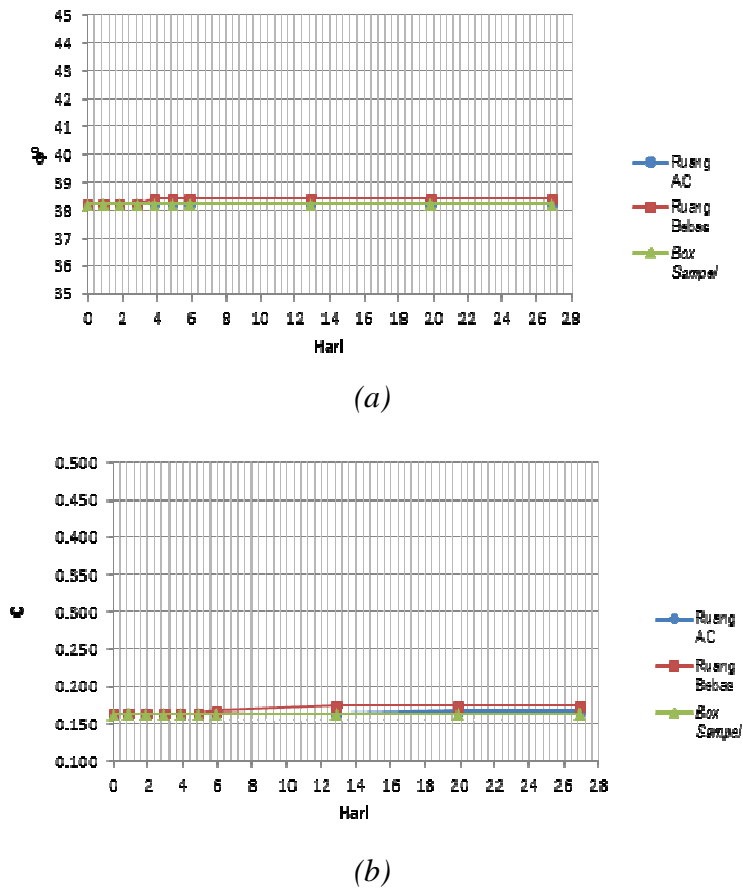 45
44
43
42
41
40
39
38
37
36
35
φ°
0 2 4 6 8 10 12 14 16 18 20 22 24 26 28
Hari
Ruang
AC
Ruang
Bebas
Box
Sampel
(a)
0.500
0.450
0.400
0.350
0.300
0.250
0.200
0.150
0.100
C
0 2 4 6 8 10 12 14 16 18 20 22 24 26 28
Hari
Ruang
AC
Ruang
Bebas
Box
Sampel
(b)